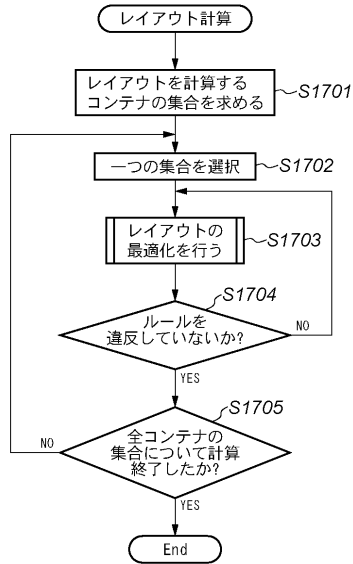 レイアウト計算
レイアウトを計算する
コンテナの集合を求める
S1701
一つの集合を選択
S1702
レイアウトの
最適化を行う
S1703
S1704
ルールを
違反していないか?
NO
YES
S1705
全コンテナの
集合について計算
終了したか?
NO
YES
End